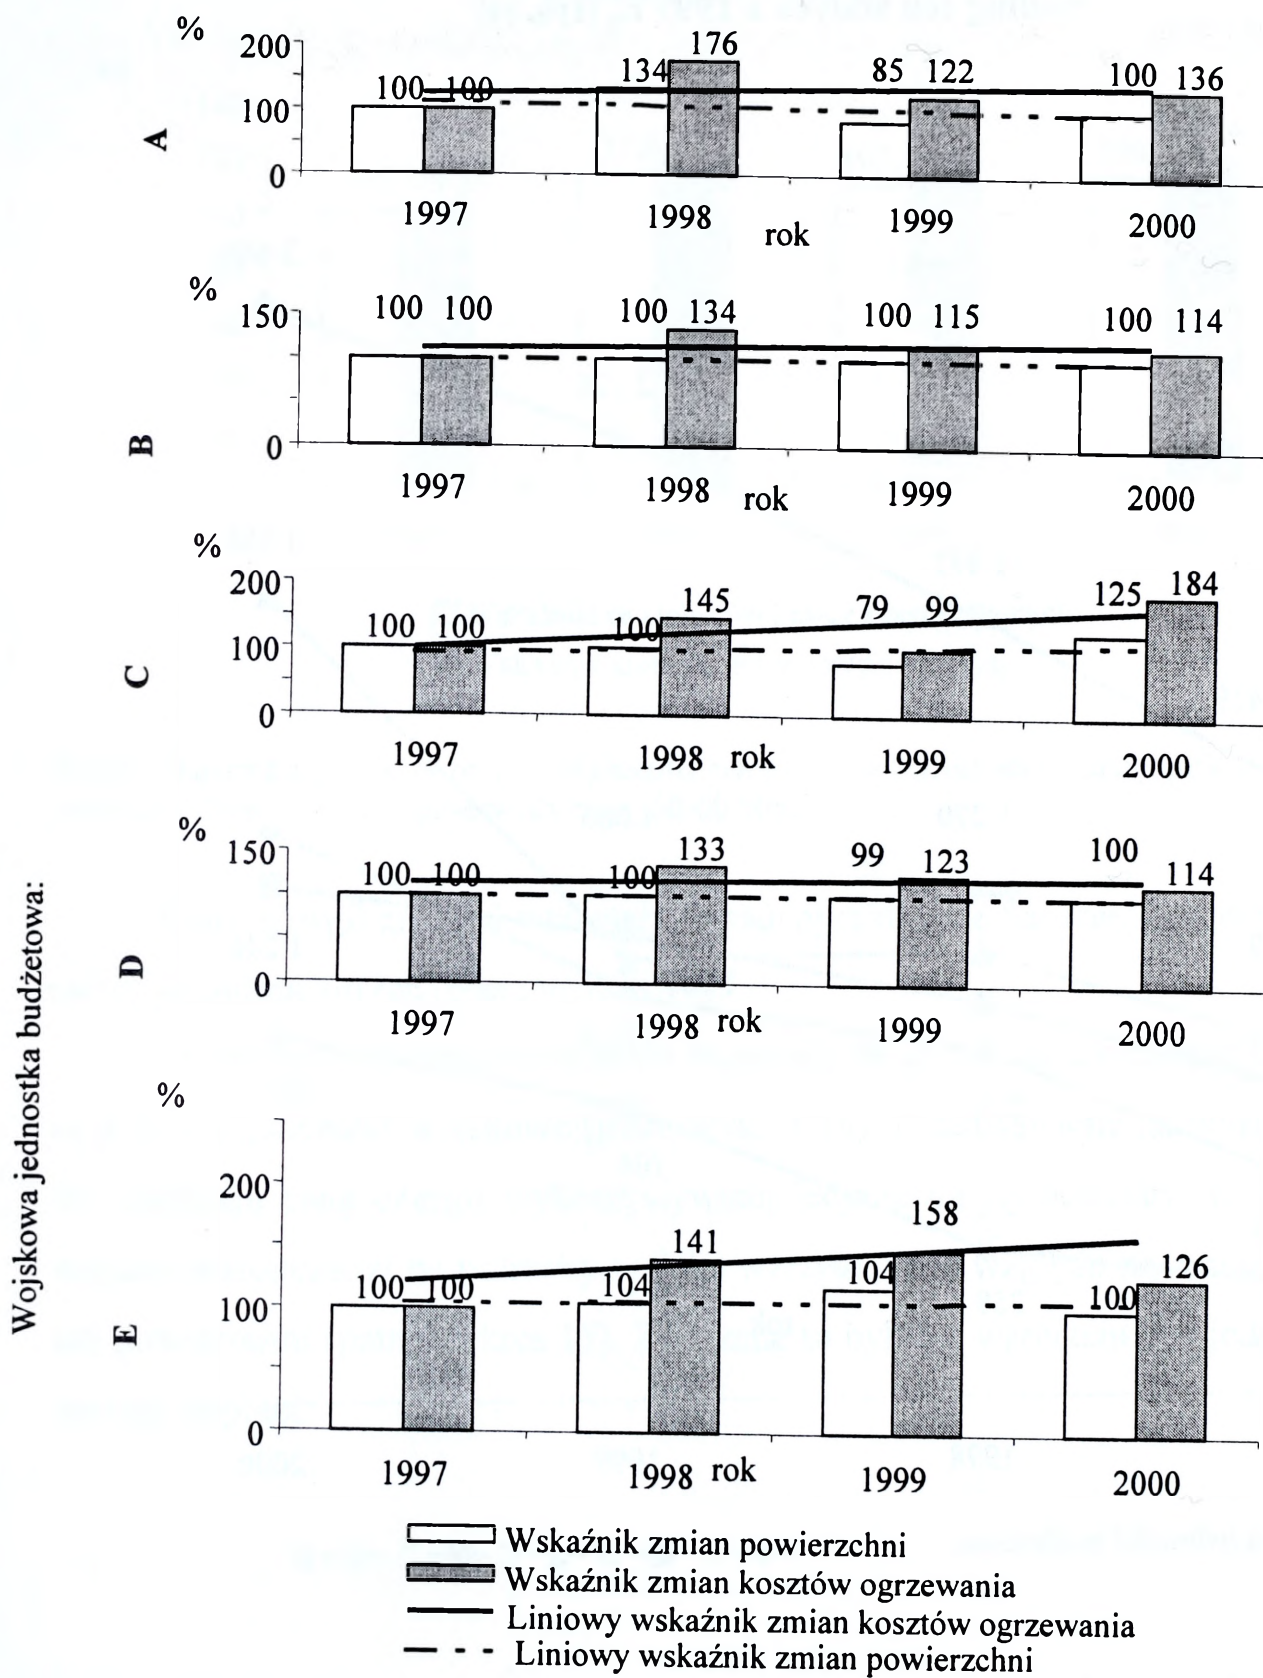 Wojskowa jednostka budżetowa:
A
%
200
100
0
100 100
134 176
85 122
100 136
1997 1998 rok 1999 2000
B
%
150
0
100 100
100 134
100 115
100 114
1997 1998 rok 1999 2000
C
%
200
100
0
100 100
100 145
79 99
125 184
1997 1998 rok 1999 2000
D
%
150
0
100 100
100 133
99 123
100 114
1997 1998 rok 1999 2000
E
%
200
100
0
100 100
104 141
104 158
100 126
1997 1998 rok 1999 2000
Wskaźnik zmian powierzchni
Wskaźnik zmian kosztów ogrzewania
Liniowy wskaźnik zmian kosztów ogrzewania
Liniowy wskaźnik zmian powierzchni